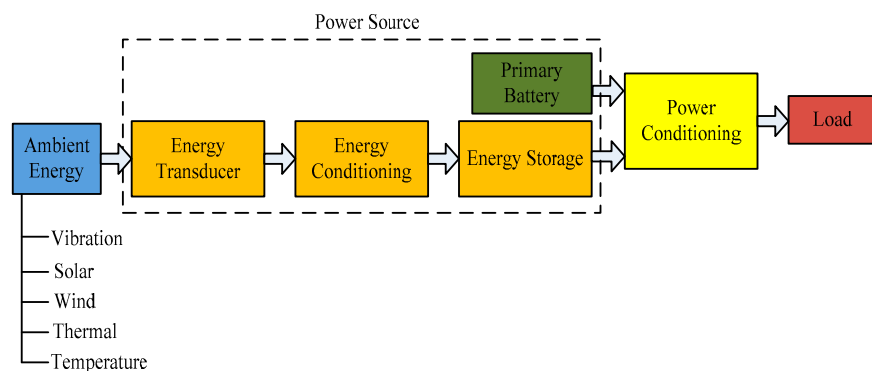 Power Source
Primary
Battery
Power
Conditioning
Load
Ambient
Energy
Energy
Transducer
Energy
Conditioning
Energy Storage
Vibration
Solar
Wind
Thermal
Temperature